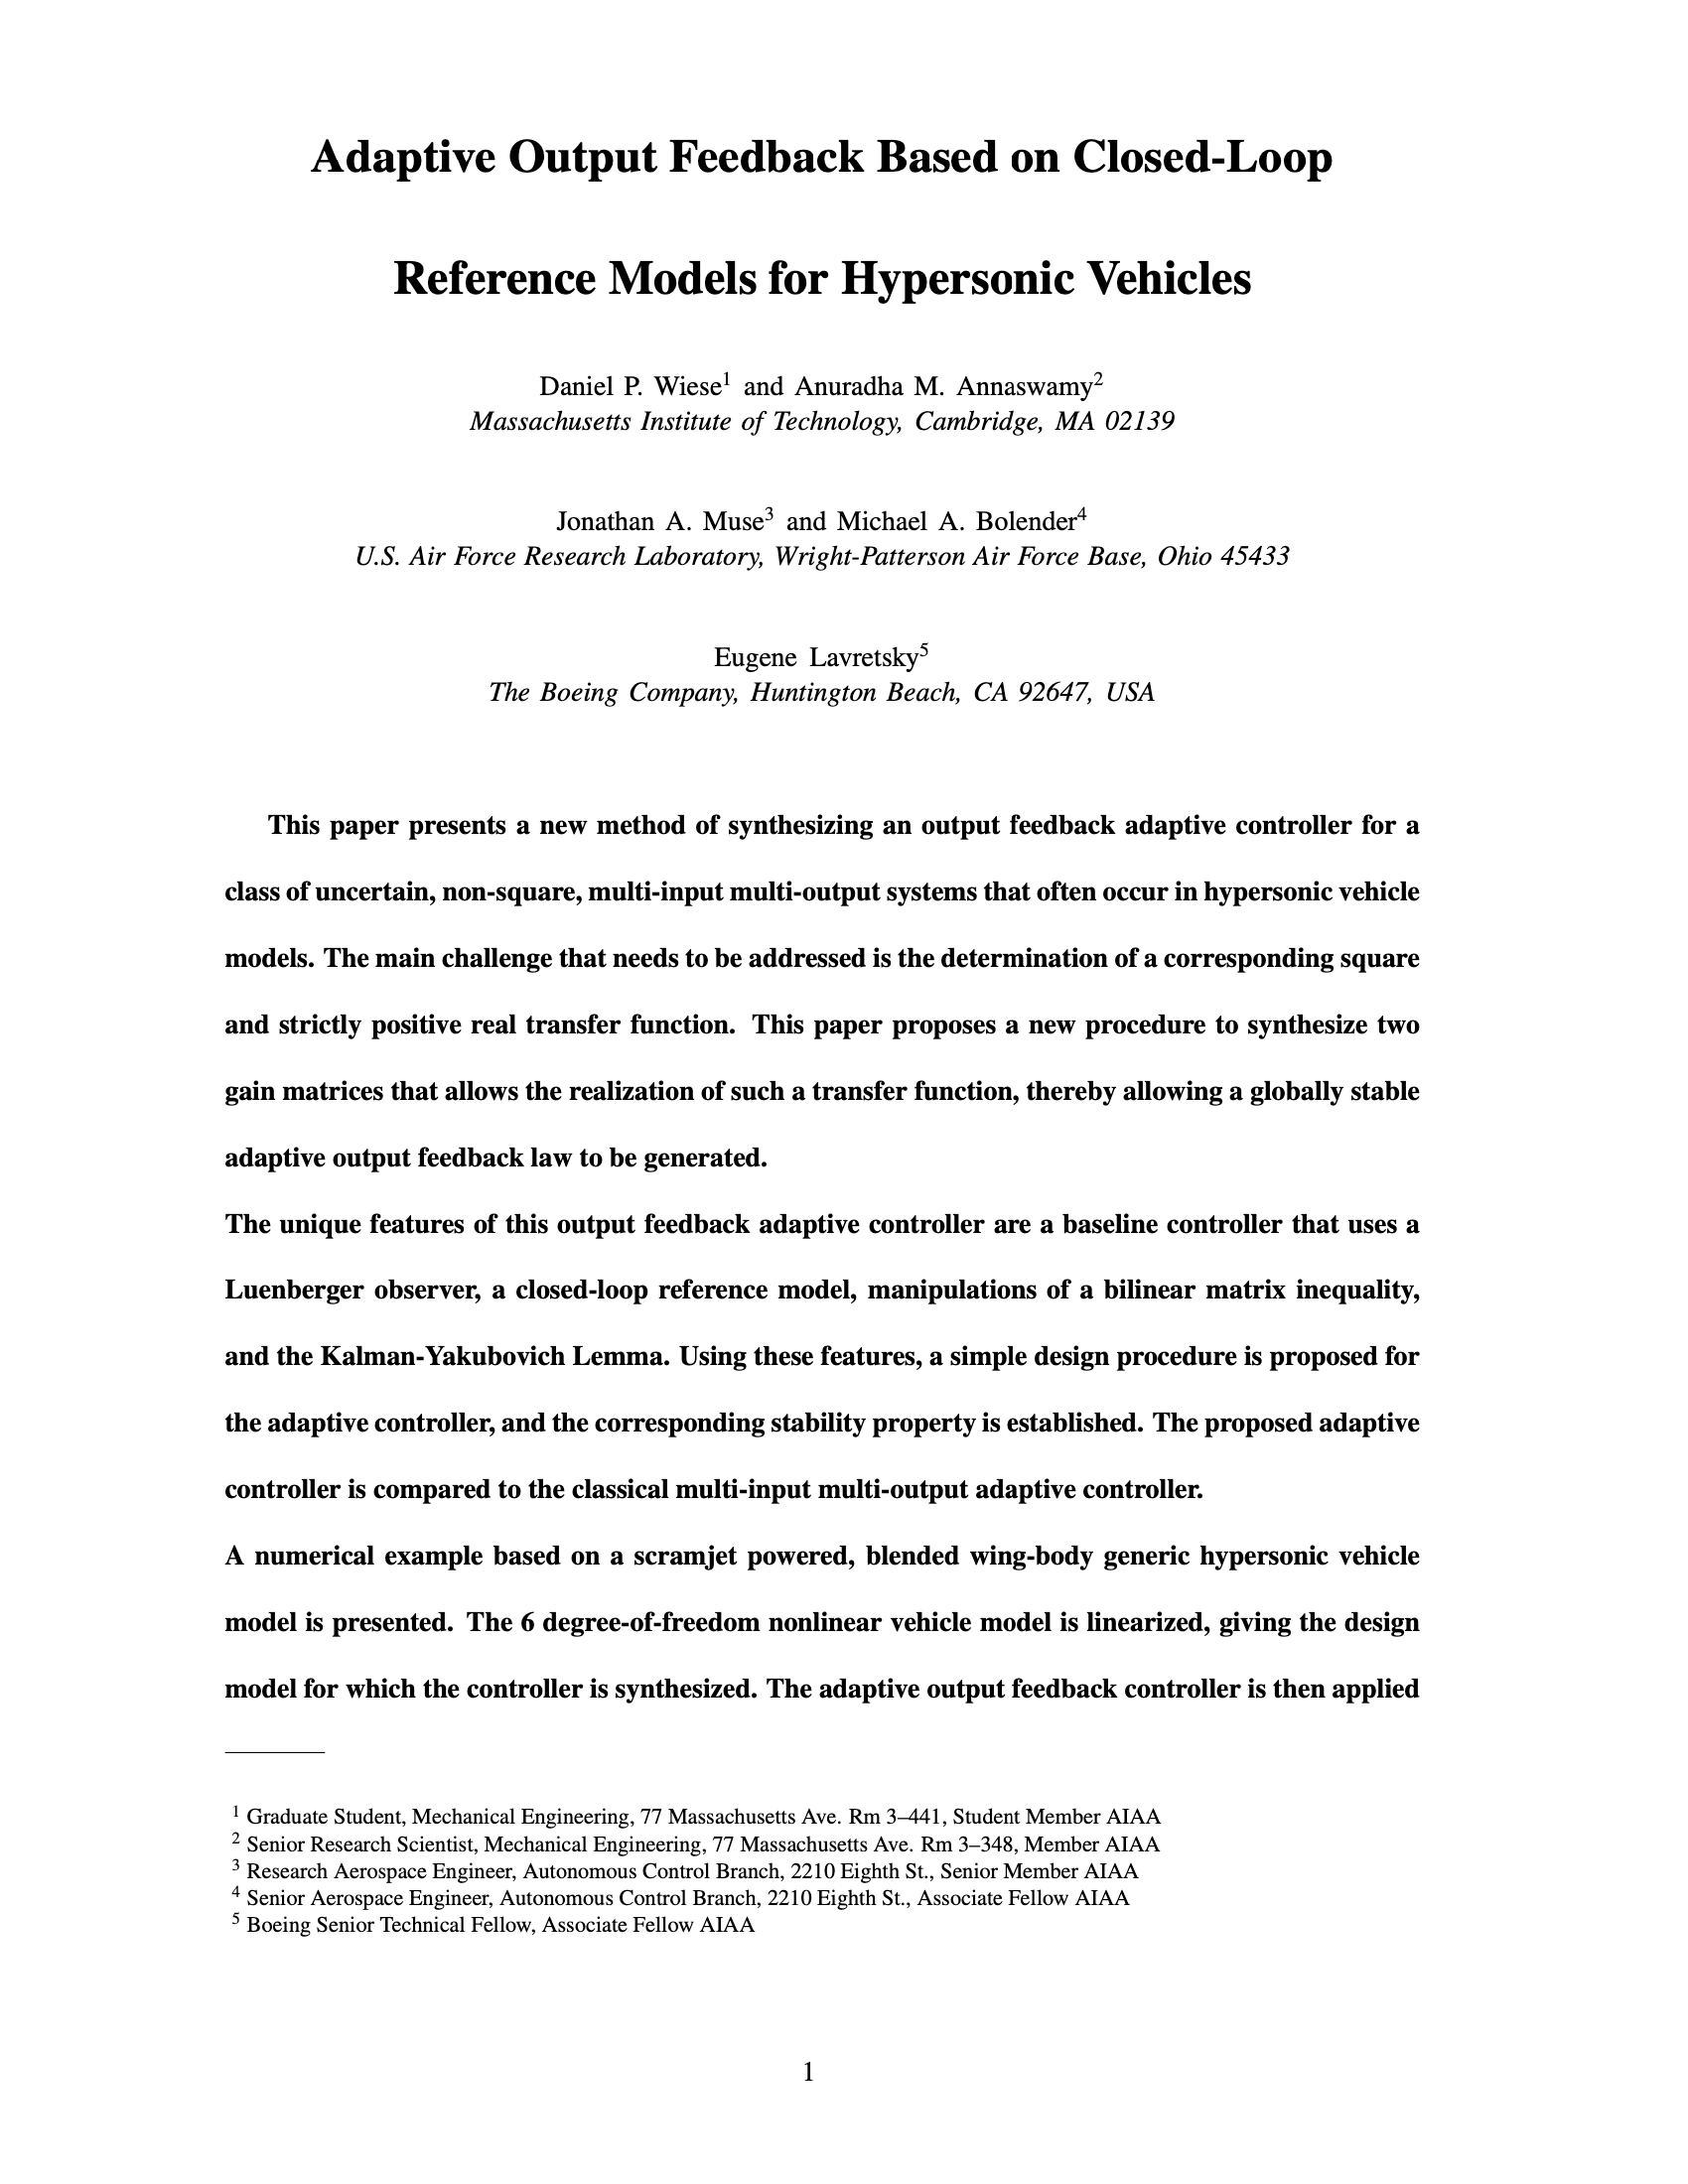 Adaptive Output Feedback Based on Closed-Loop
Reference Models for Hypersonic Vehicles
Daniel P. Wiese1 and Anuradha M. Annaswamy2
Massachusetts Institute of Technology, Cambridge, MA 02139
Jonathan A. Muse3 and Michael A. Bolender4
U.S. Air Force Research Laboratory, Wright-Patterson Air Force Base, Ohio 45433
Eugene Lavretsky5
The Boeing Company, Huntington Beach, CA 92647, USA
This paper presents a new method of synthesizing an output feedback adaptive controller for a
class of uncertain, non-square, multi-input multi-output systems that often occur in hypersonic vehicle
models. The main challenge that needs to be addressed is the determination of a corresponding square
and strictly positive real transfer function. This paper proposes a new procedure to synthesize two
gain matrices that allows the realization of such a transfer function, thereby allowing a globally stable
adaptive output feedback law to be generated.
The unique features of this output feedback adaptive controller are a baseline controller that uses a
Luenberger observer, a closed-loop reference model, manipulations of a bilinear matrix inequality,
and the Kalman-Yakubovich Lemma. Using these features, a simple design procedure is proposed for
the adaptive controller, and the corresponding stability property is established. The proposed adaptive
controller is compared to the classical multi-input multi-output adaptive controller.
A numerical example based on a scramjet powered, blended wing-body generic hypersonic vehicle
model is presented. The 6 degree-of-freedom nonlinear vehicle model is linearized, giving the design
model for which the controller is synthesized. The adaptive output feedback controller is then applied
1 Graduate Student, Mechanical Engineering, 77 Massachusetts Ave. Rm 3–441, Student Member AIAA
2 Senior Research Scientist, Mechanical Engineering, 77 Massachusetts Ave. Rm 3–348, Member AIAA
3 Research Aerospace Engineer, Autonomous Control Branch, 2210 Eighth St., Senior Member AIAA
4 Senior Aerospace Engineer, Autonomous Control Branch, 2210 Eighth St., Associate Fellow AIAA
5 Boeing Senior Technical Fellow, Associate Fellow AIAA
1